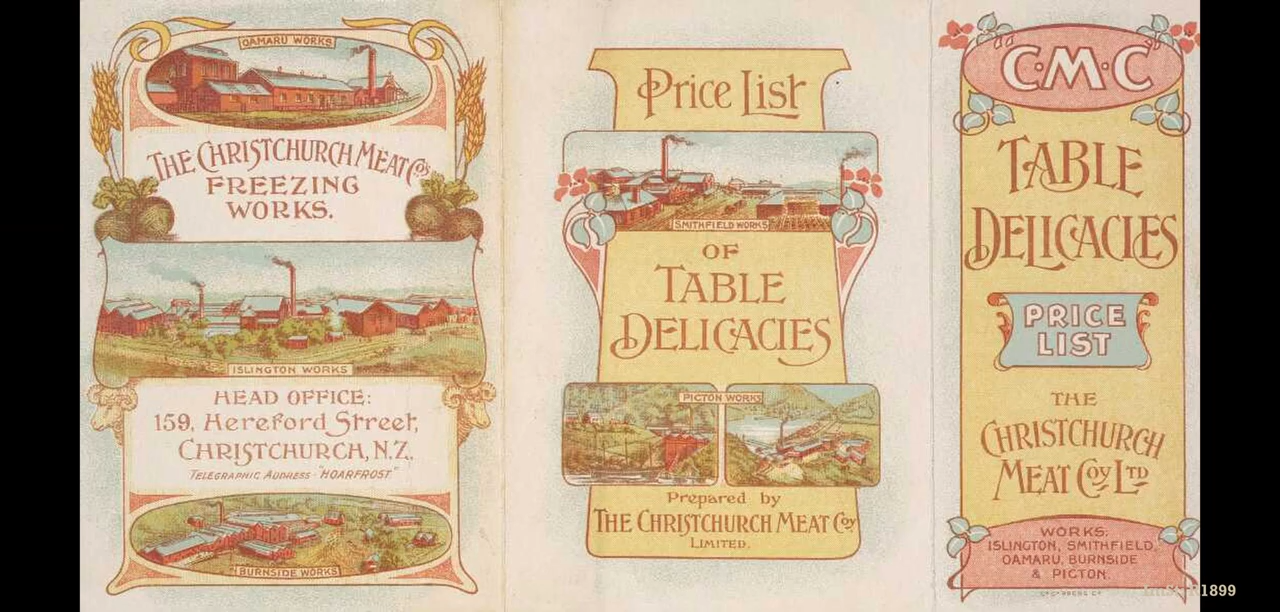 OAMARU WORKS
THE CHRISTCHURCH MEAT Coys
FREEZING
WORKS.
ISLINGTON WORKS
HEAD OFFICE:
159, Hereford Street,
CHRISTCHURCH, N.Z.
TELEGRAPHIC ADDRESS - "HOARFROST"
BURNSIDE WORKS
Price List
SMITHFIELD WORKS
OF
TABLE
DELICACIES
PICTON WORKS
Prepared by
THE CHRISTCHURCH MEAT Coy
LIMITED.
C·M·C
TABLE
DELICACIES
PRICE
LIST
THE
CHRISTCHURCH
MEAT Coy LTD
WORKS.
ISLINGTON, SMITHFIELD,
OAMARU, BURNSIDE
& PICTON.
1899